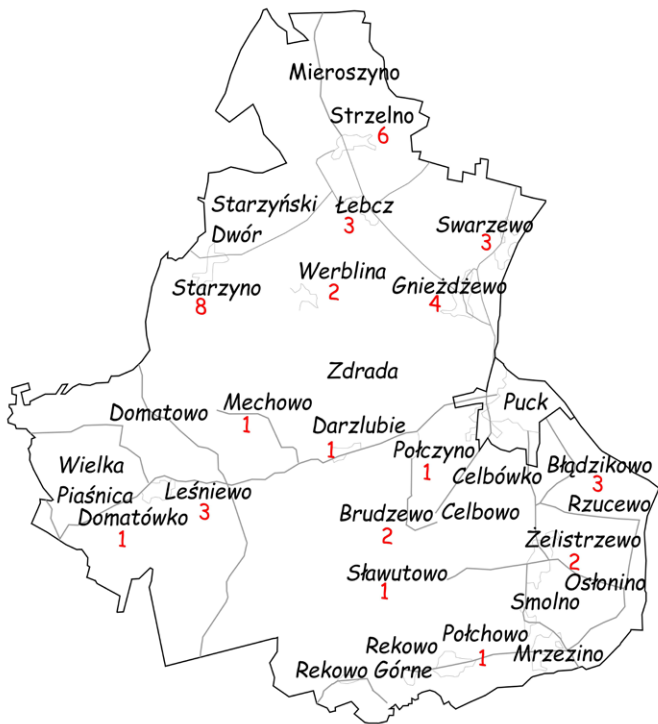 Mieroszyno
Strzelno
6
Starzyński
Dwór
Łebcz
3
Swarzewo
3
Starzyno
8
Werblina
2
Gnieżdżewo
4
Zdrada
Mechowo
1
Domatowo
Darzlubie
1
Puck
Połczyno
1
Celbówko
Błądzikowo
3
Wielka
Piaśnica
Leśniewo
3
Domatówko
1
Rzucewo
Brudzewo
2
Celbowo
Żelistrzewo
2
Sławutowo
1
Osłonino
Smolno
Połchowo
1
Mrzezino
Rekowo
Rekowo Górne